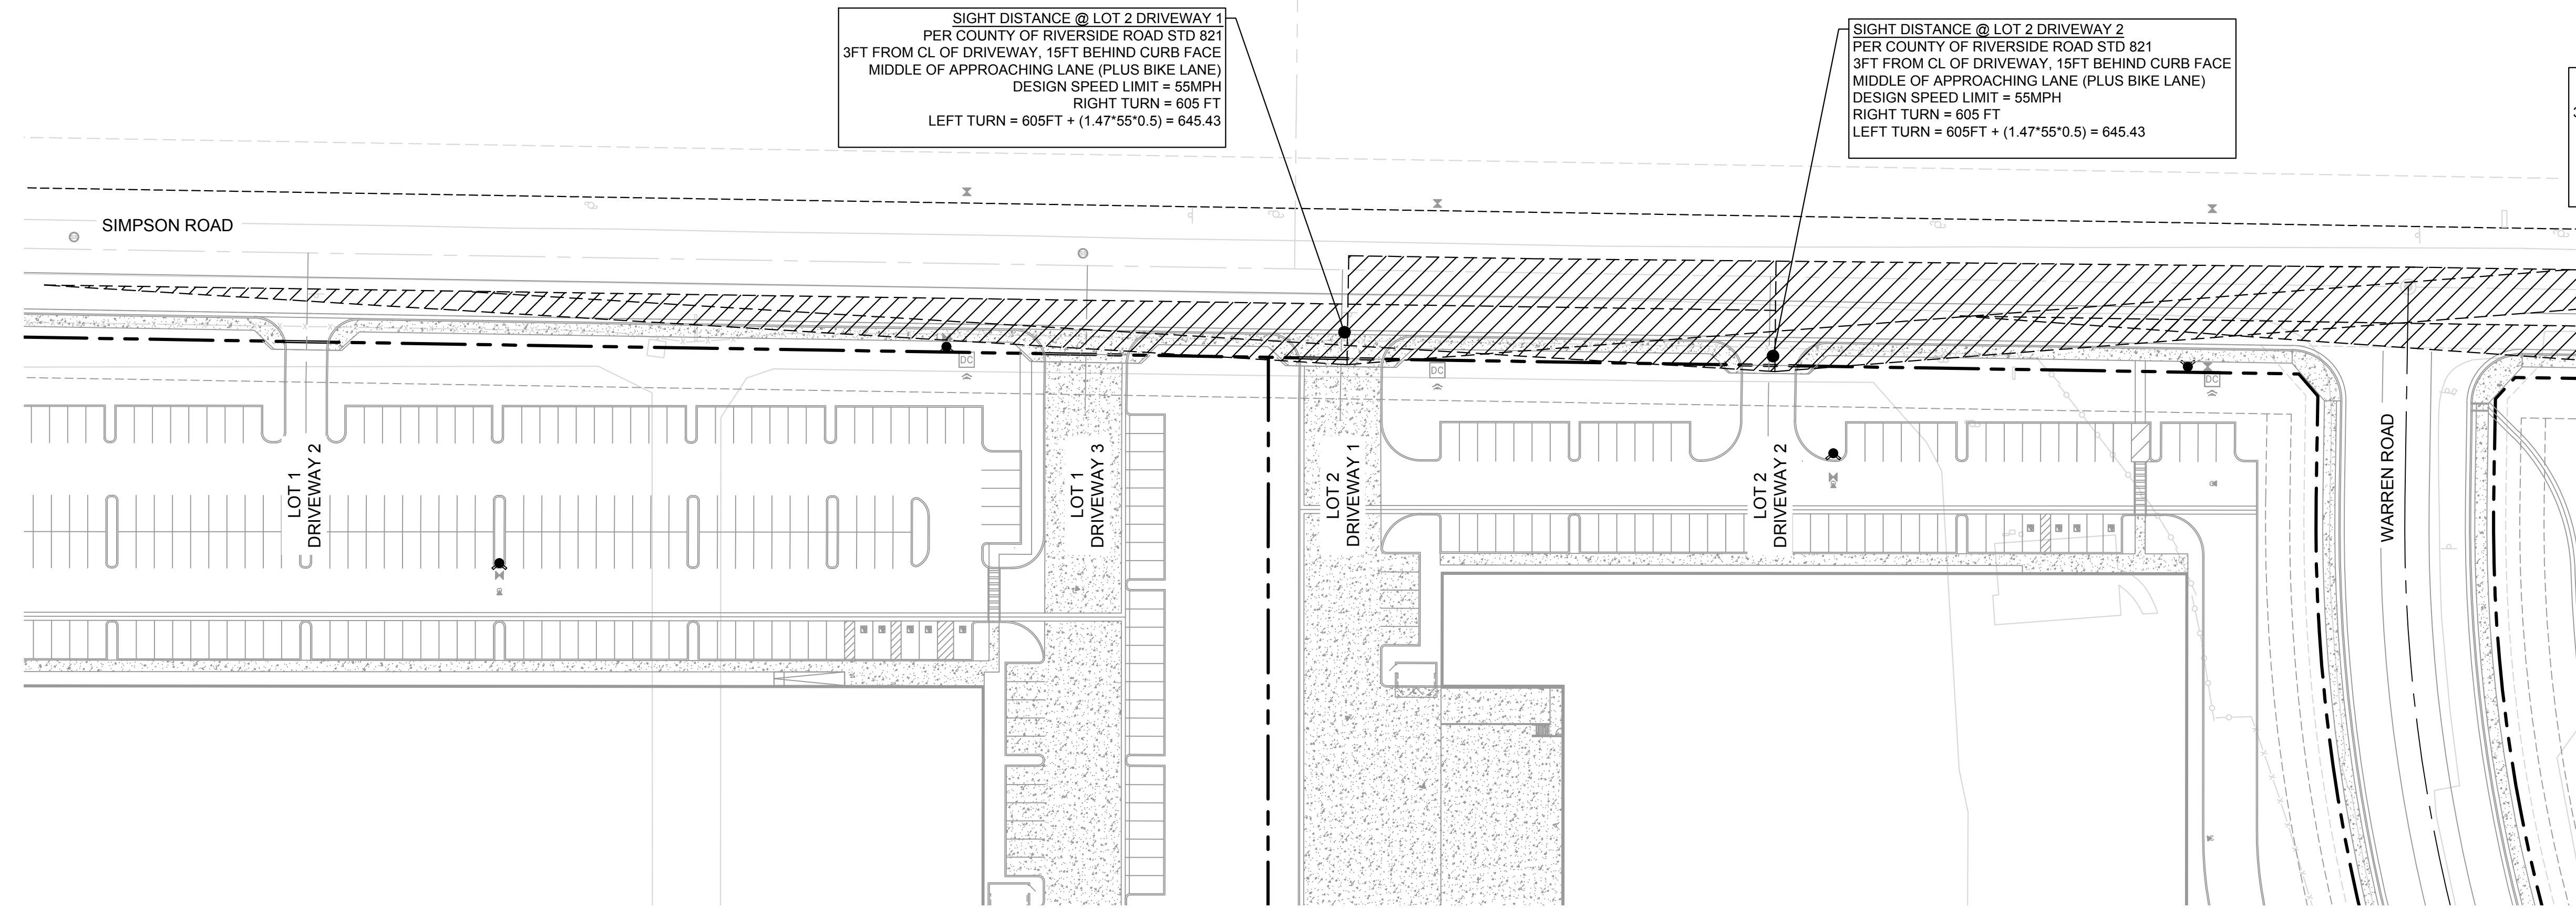 SIGHT DISTANCE @ LOT 2 DRIVEWAY 1
PER COUNTY OF RIVERSIDE ROAD STD 821
3FT FROM CL OF DRIVEWAY, 15FT BEHIND CURB FACE
MIDDLE OF APPROACHING LANE (PLUS BIKE LANE)
DESIGN SPEED LIMIT = 55MPH
RIGHT TURN = 605 FT
LEFT TURN = 605FT + (1.47*55*0.5) = 645.43
SIGHT DISTANCE @ LOT 2 DRIVEWAY 2
PER COUNTY OF RIVERSIDE ROAD STD 821
3FT FROM CL OF DRIVEWAY, 15FT BEHIND CURB FACE
MIDDLE OF APPROACHING LANE (PLUS BIKE LANE)
DESIGN SPEED LIMIT = 55MPH
RIGHT TURN = 605 FT
LEFT TURN = 605FT + (1.47*55*0.5) = 645.43
SIMPSON ROAD
DC
DC
DC
LOT 1
DRIVEWAY 2
LOT 1
DRIVEWAY 3
LOT 2
DRIVEWAY 1
LOT 2
DRIVEWAY 2
WARREN ROAD